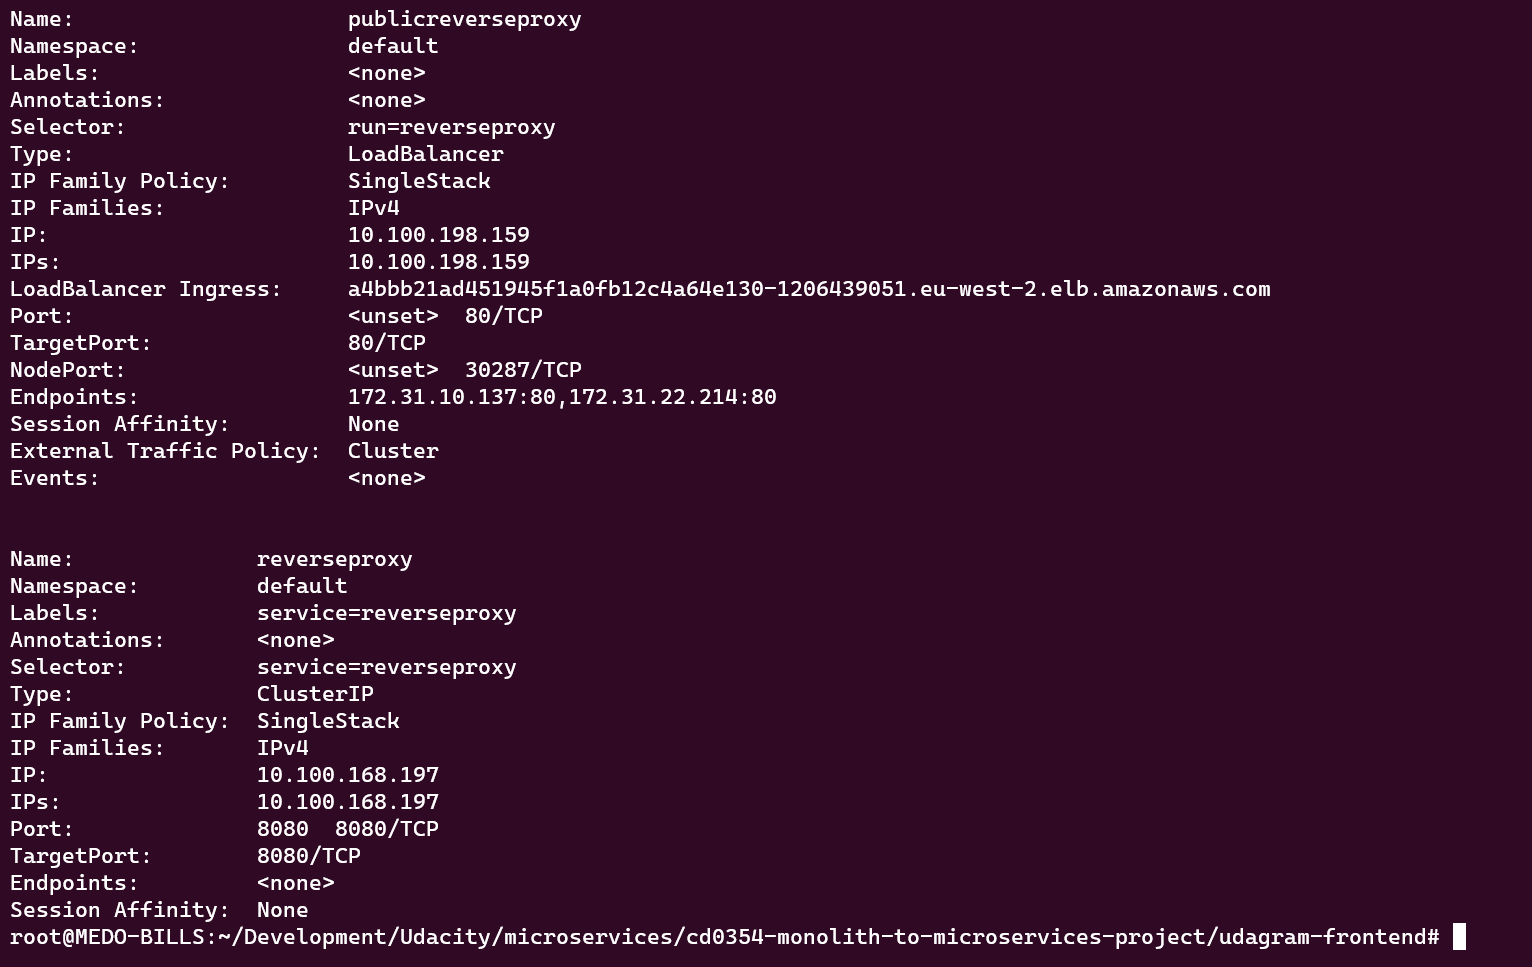 Name:                     publicreverseproxy
Namespace:                default
Labels:                   <none>
Annotations:              <none>
Selector:                 run=reverseproxy
Type:                     LoadBalancer
IP Family Policy:         SingleStack
IP Families:              IPv4
IP:                       10.100.198.159
IPs:                      10.100.198.159
LoadBalancer Ingress:     a4bbb21ad451945f1a0fb12c4a64e130-1206439051.eu-west-2.elb.amazonaws.com
Port:                     <unset>  80/TCP
TargetPort:               80/TCP
NodePort:                 <unset>  30287/TCP
Endpoints:                172.31.10.137:80,172.31.22.214:80
Session Affinity:         None
External Traffic Policy:  Cluster
Events:                   <none>
Name:              reverseproxy
Namespace:         default
Labels:            service=reverseproxy
Annotations:       <none>
Selector:          service=reverseproxy
Type:              ClusterIP
IP Family Policy:  SingleStack
IP Families:       IPv4
IP:                10.100.168.197
IPs:               10.100.168.197
Port:              8080  8080/TCP
TargetPort:        8080/TCP
Endpoints:         <none>
Session Affinity:  None
root@MEDO-BILLS:~/Development/Udacity/microservices/cd0354-monolith-to-microservices-project/udagram-frontend#